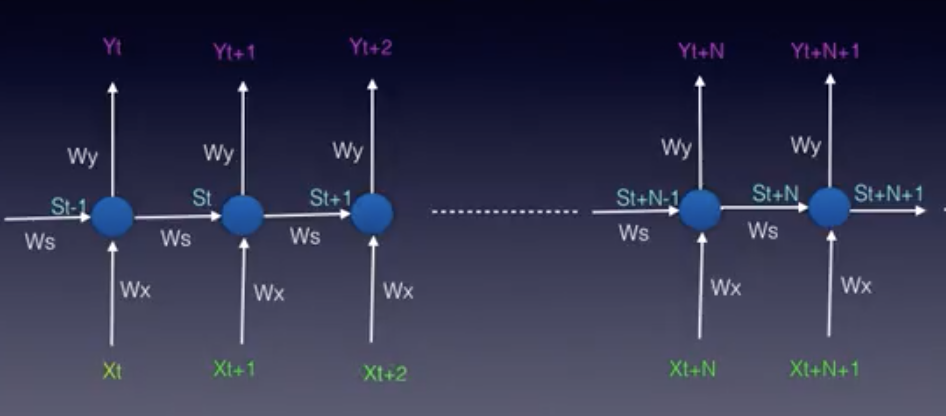 Yt Yt+1 Yt+2 Yt+N Yt+N+1
Wy Wy Wy Wy Wy
St-1 St St+1 St+N-1 St+N St+N+1
Ws Ws Ws Ws Ws
Wx Wx Wx Wx Wx
Xt Xt+1 Xt+2 Xt+N Xt+N+1